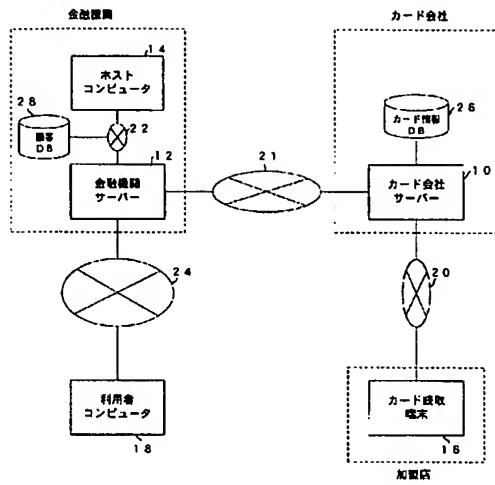 金融機関
カード会社
14
ホスト
コンピュータ
28
顧客
DB
22
カード情報
DB
26
12
金融機関
サーバー
21
カード会社
サーバー
10
24
20
利用者
コンピュータ
18
カード読取
端末
16
加盟店